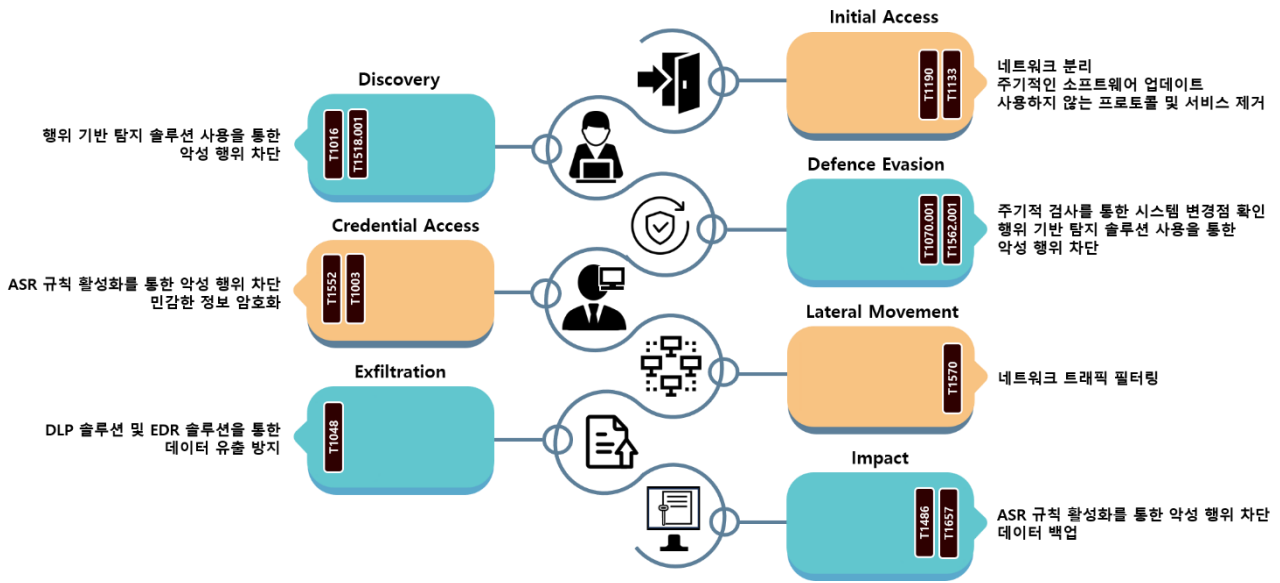 Initial Access
T1190
T1133
네트워크 분리
주기적인 소프트웨어 업데이트
사용하지 않는 프로토콜 및 서비스 제거
Discovery
행위 기반 탐지 솔루션 사용을 통한
악성 행위 차단
T1016
T1518.001
Defence Evasion
T1070.001
T1562.001
주기적 검사를 통한 시스템 변경점 확인
행위 기반 탐지 솔루션 사용을 통한
악성 행위 차단
Credential Access
ASR 규칙 활성화를 통한 악성 행위 차단
민감한 정보 암호화
T1552
T1003
Lateral Movement
T1570
네트워크 트래픽 필터링
Exfiltration
DLP 솔루션 및 EDR 솔루션을 통한
데이터 유출 방지
T1048
Impact
T1486
T1657
ASR 규칙 활성화를 통한 악성 행위 차단
데이터 백업